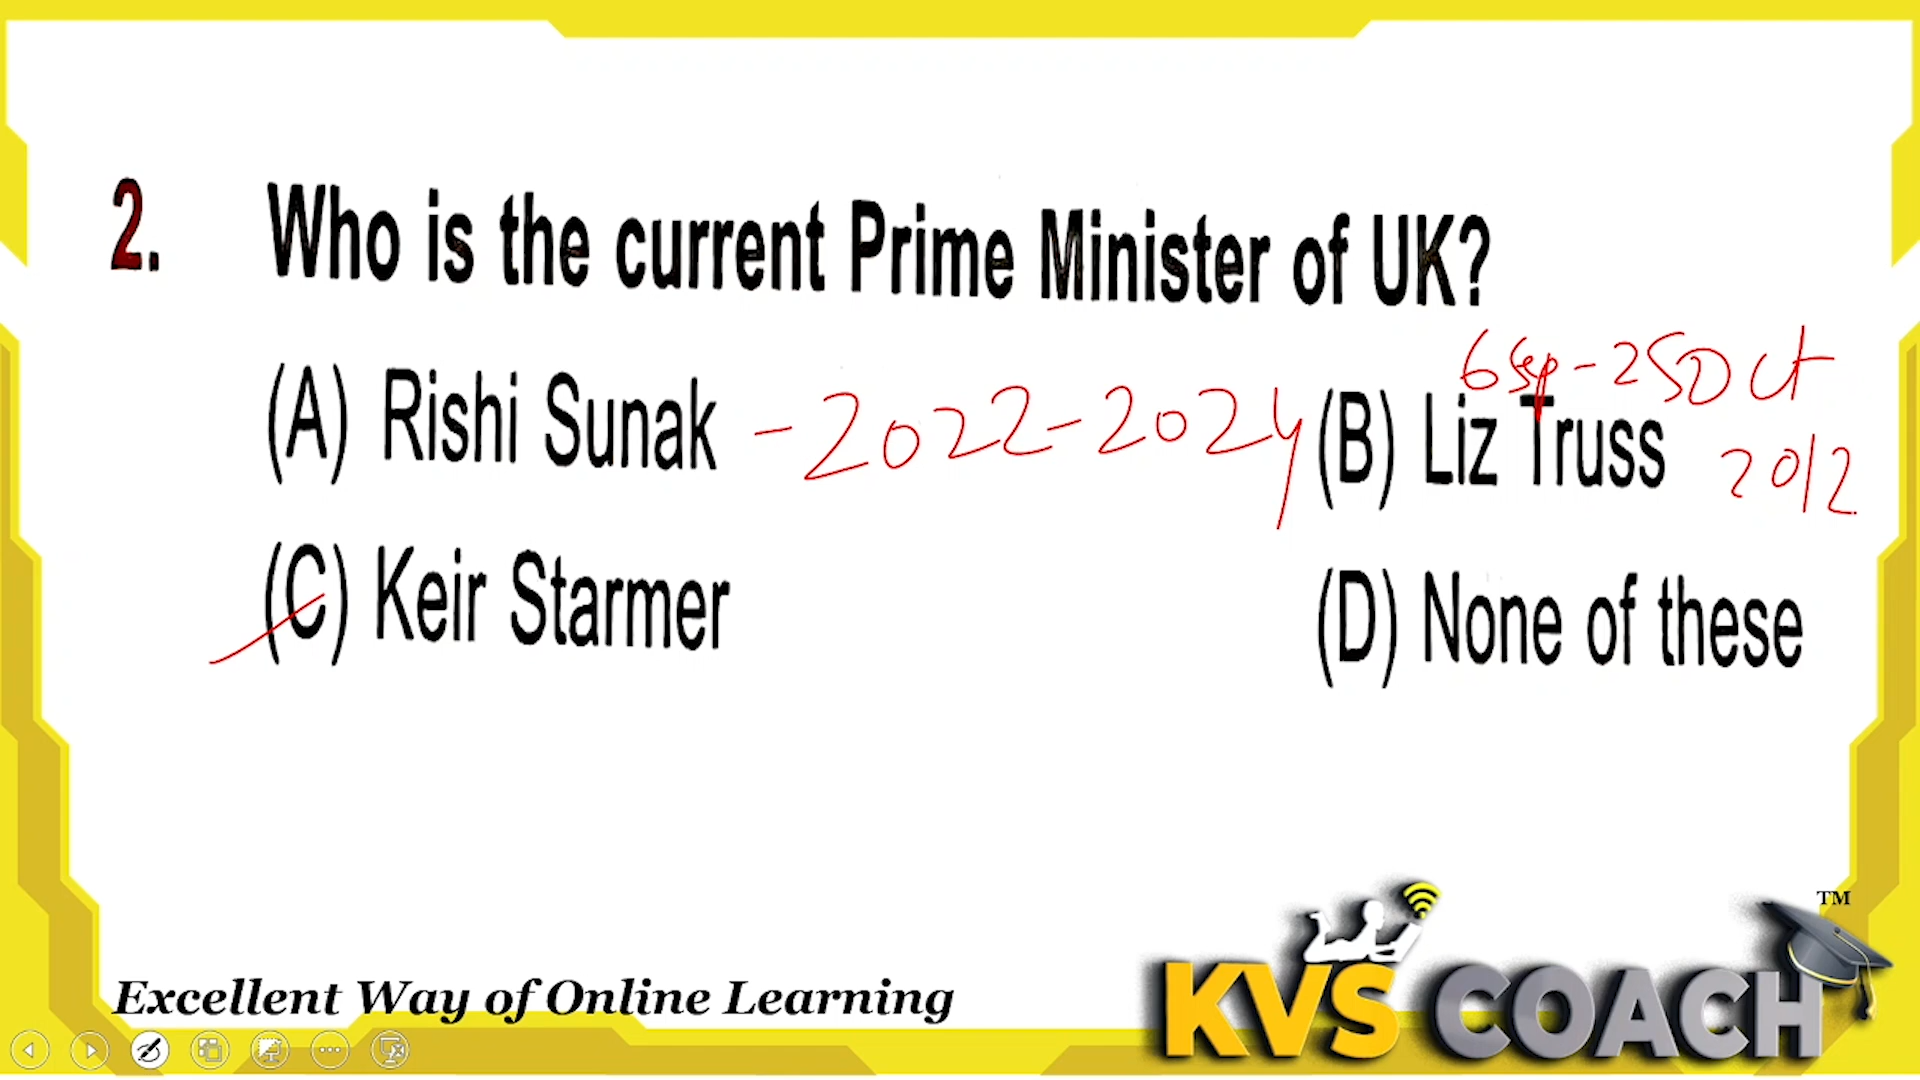 2. Who is the current Prime Minister of UK?
6 Sep - 25 Oct
(A) Rishi Sunak - 2022-2024 (B) Liz Truss 2012
(C) Keir Starmer (D) None of these
Excellent Way of Online Learning
KVS COACH TM